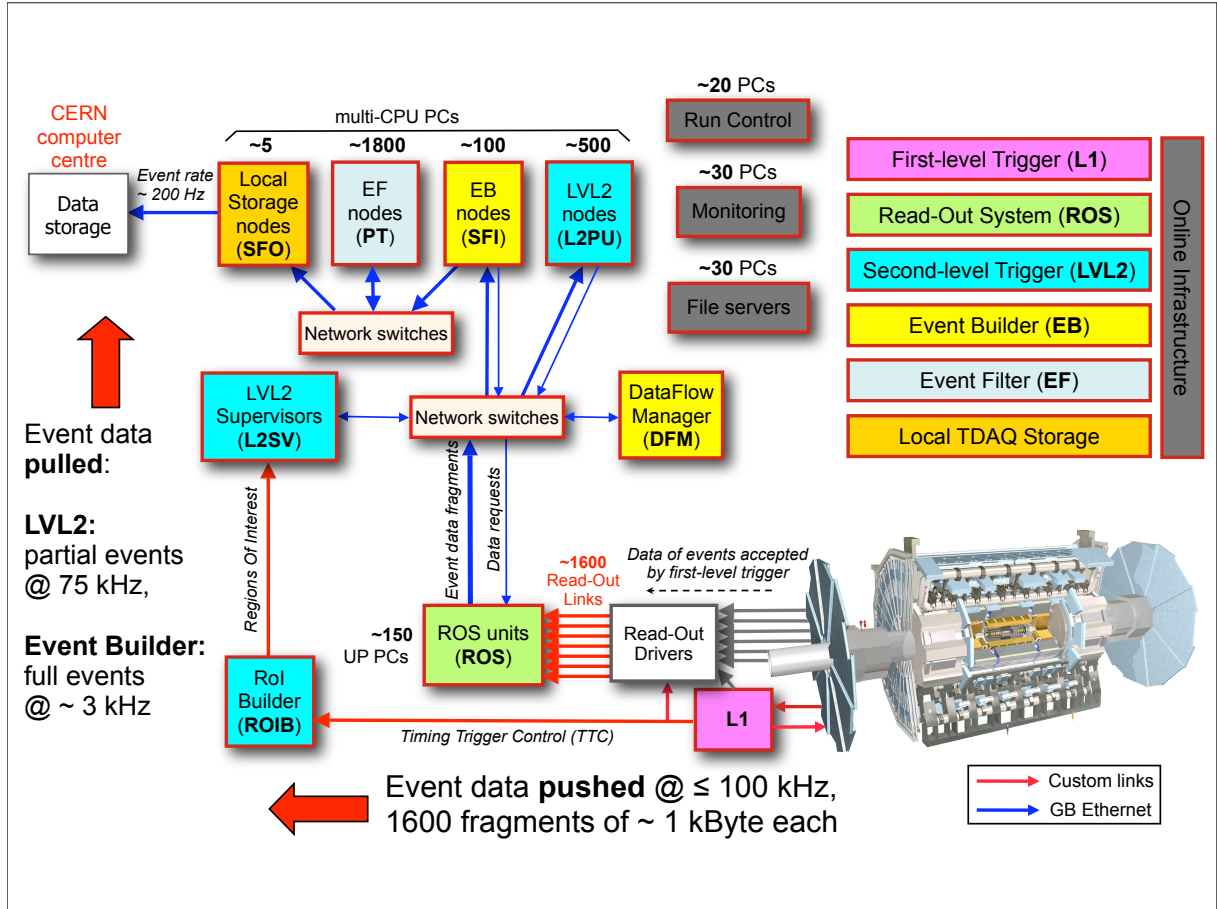 ~20 PCs
Run Control
~30 PCs
Monitoring
~30 PCs
File servers
CERN
computer
centre
Data
storage
Event rate
~ 200 Hz
multi-CPU PCs
~5
Local
Storage
nodes
(SFO)
~1800
EF
nodes
(PT)
~100
EB
nodes
(SFI)
~500
LVL2
nodes
(L2PU)
First-level Trigger (L1)
Read-Out System (ROS)
Second-level Trigger (LVL2)
Event Builder (EB)
Event Filter (EF)
Local TDAQ Storage
Online Infrastructure
Network switches
LVL2
Supervisors
(L2SV)
Network switches
DataFlow
Manager
(DFM)
Event data
pulled:
LVL2:
partial events
@ 75 kHz,
Event Builder:
full events
@ ~ 3 kHz
Regions Of Interest
Event data fragments
Data requests
~1600
Read-Out
Links
Data of events accepted
by first-level trigger
~150
UP PCs
ROS units
(ROS)
Read-Out
Drivers
RoI
Builder
(ROIB)
L1
Timing Trigger Control (TTC)
Event data pushed @ ≤ 100 kHz,
1600 fragments of ~ 1 kByte each
Custom links
GB Ethernet